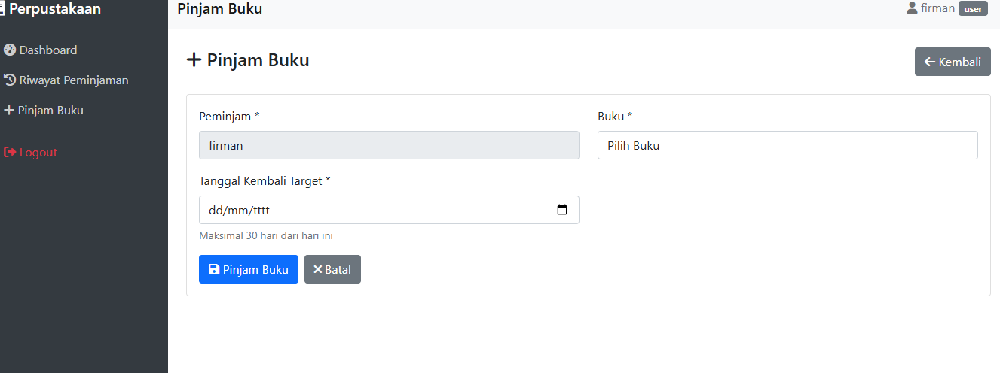 Perpustakaan
Dashboard
Riwayat Peminjaman
Pinjam Buku
Logout
Pinjam Buku
firman user
Pinjam Buku
Kembali
Peminjam *
firman
Buku *
Pilih Buku
Tanggal Kembali Target *
dd/mm/tttt
Maksimal 30 hari dari hari ini
Pinjam Buku
Batal